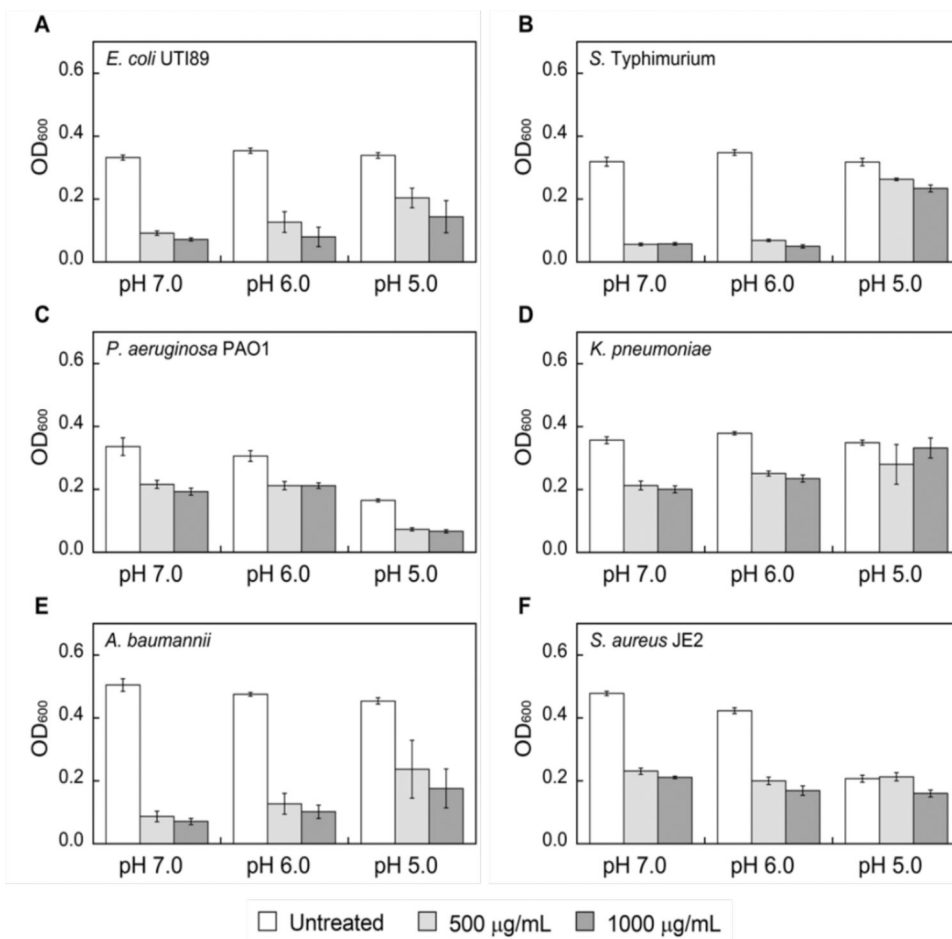 A
E. coli UTI89
OD600
0.6
0.4
0.2
0.0
pH 7.0 pH 6.0 pH 5.0
B
S. Typhimurium
OD600
0.6
0.4
0.2
0.0
pH 7.0 pH 6.0 pH 5.0
C
P. aeruginosa PAO1
OD600
0.6
0.4
0.2
0.0
pH 7.0 pH 6.0 pH 5.0
D
K. pneumoniae
OD600
0.6
0.4
0.2
0.0
pH 7.0 pH 6.0 pH 5.0
E
A. baumannii
OD600
0.6
0.4
0.2
0.0
pH 7.0 pH 6.0 pH 5.0
F
S. aureus JE2
OD600
0.6
0.4
0.2
0.0
pH 7.0 pH 6.0 pH 5.0
Untreated 500 μg/mL 1000 μg/mL